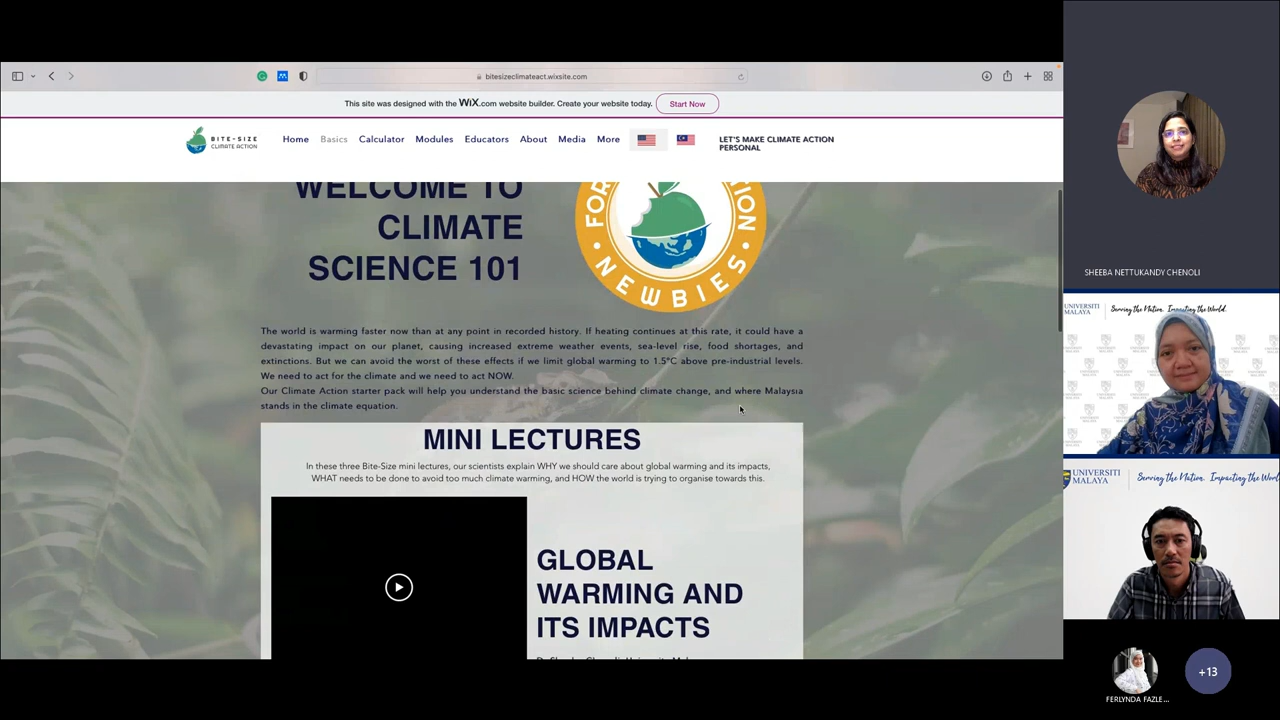 bitesizeclimateact.wixsite.com
This site was designed with the WiX.com website builder. Create your website today. Start Now
BITE-SIZE
CLIMATE ACTION
Home Basics Calculator Modules Educators About Media More
LET'S MAKE CLIMATE ACTION
PERSONAL
WELCOME TO
CLIMATE
SCIENCE 101
NEWBIES
The world is warming faster now than at any point in recorded history. If heating continues at this rate, it could have a
devastating impact on our planet, causing increased extreme weather events, sea-level rise, food shortages, and
extinctions. But we can avoid the worst of these effects if we limit global warming to 1.5°C above pre-industrial levels.
We need to act for the climate and we need to act NOW.
Our Climate Action starter pack will help you understand the basic science behind climate change, and where Malaysia
stands in the climate equation.
MINI LECTURES
In these three Bite-Size mini lectures, our scientists explain WHY we should care about global warming and its impacts,
WHAT needs to be done to avoid too much climate warming, and HOW the world is trying to organise towards this.
GLOBAL
WARMING AND
ITS IMPACTS
SHEEBA NETTUKANDY CHENOLI
UNIVERSITI
MALAYA
Serving the Nation. Impacting the World.
UNIVERSITI
MALAYA
Serving the Nation. Impacting the World
FERLYNDA FAZLE...
+13